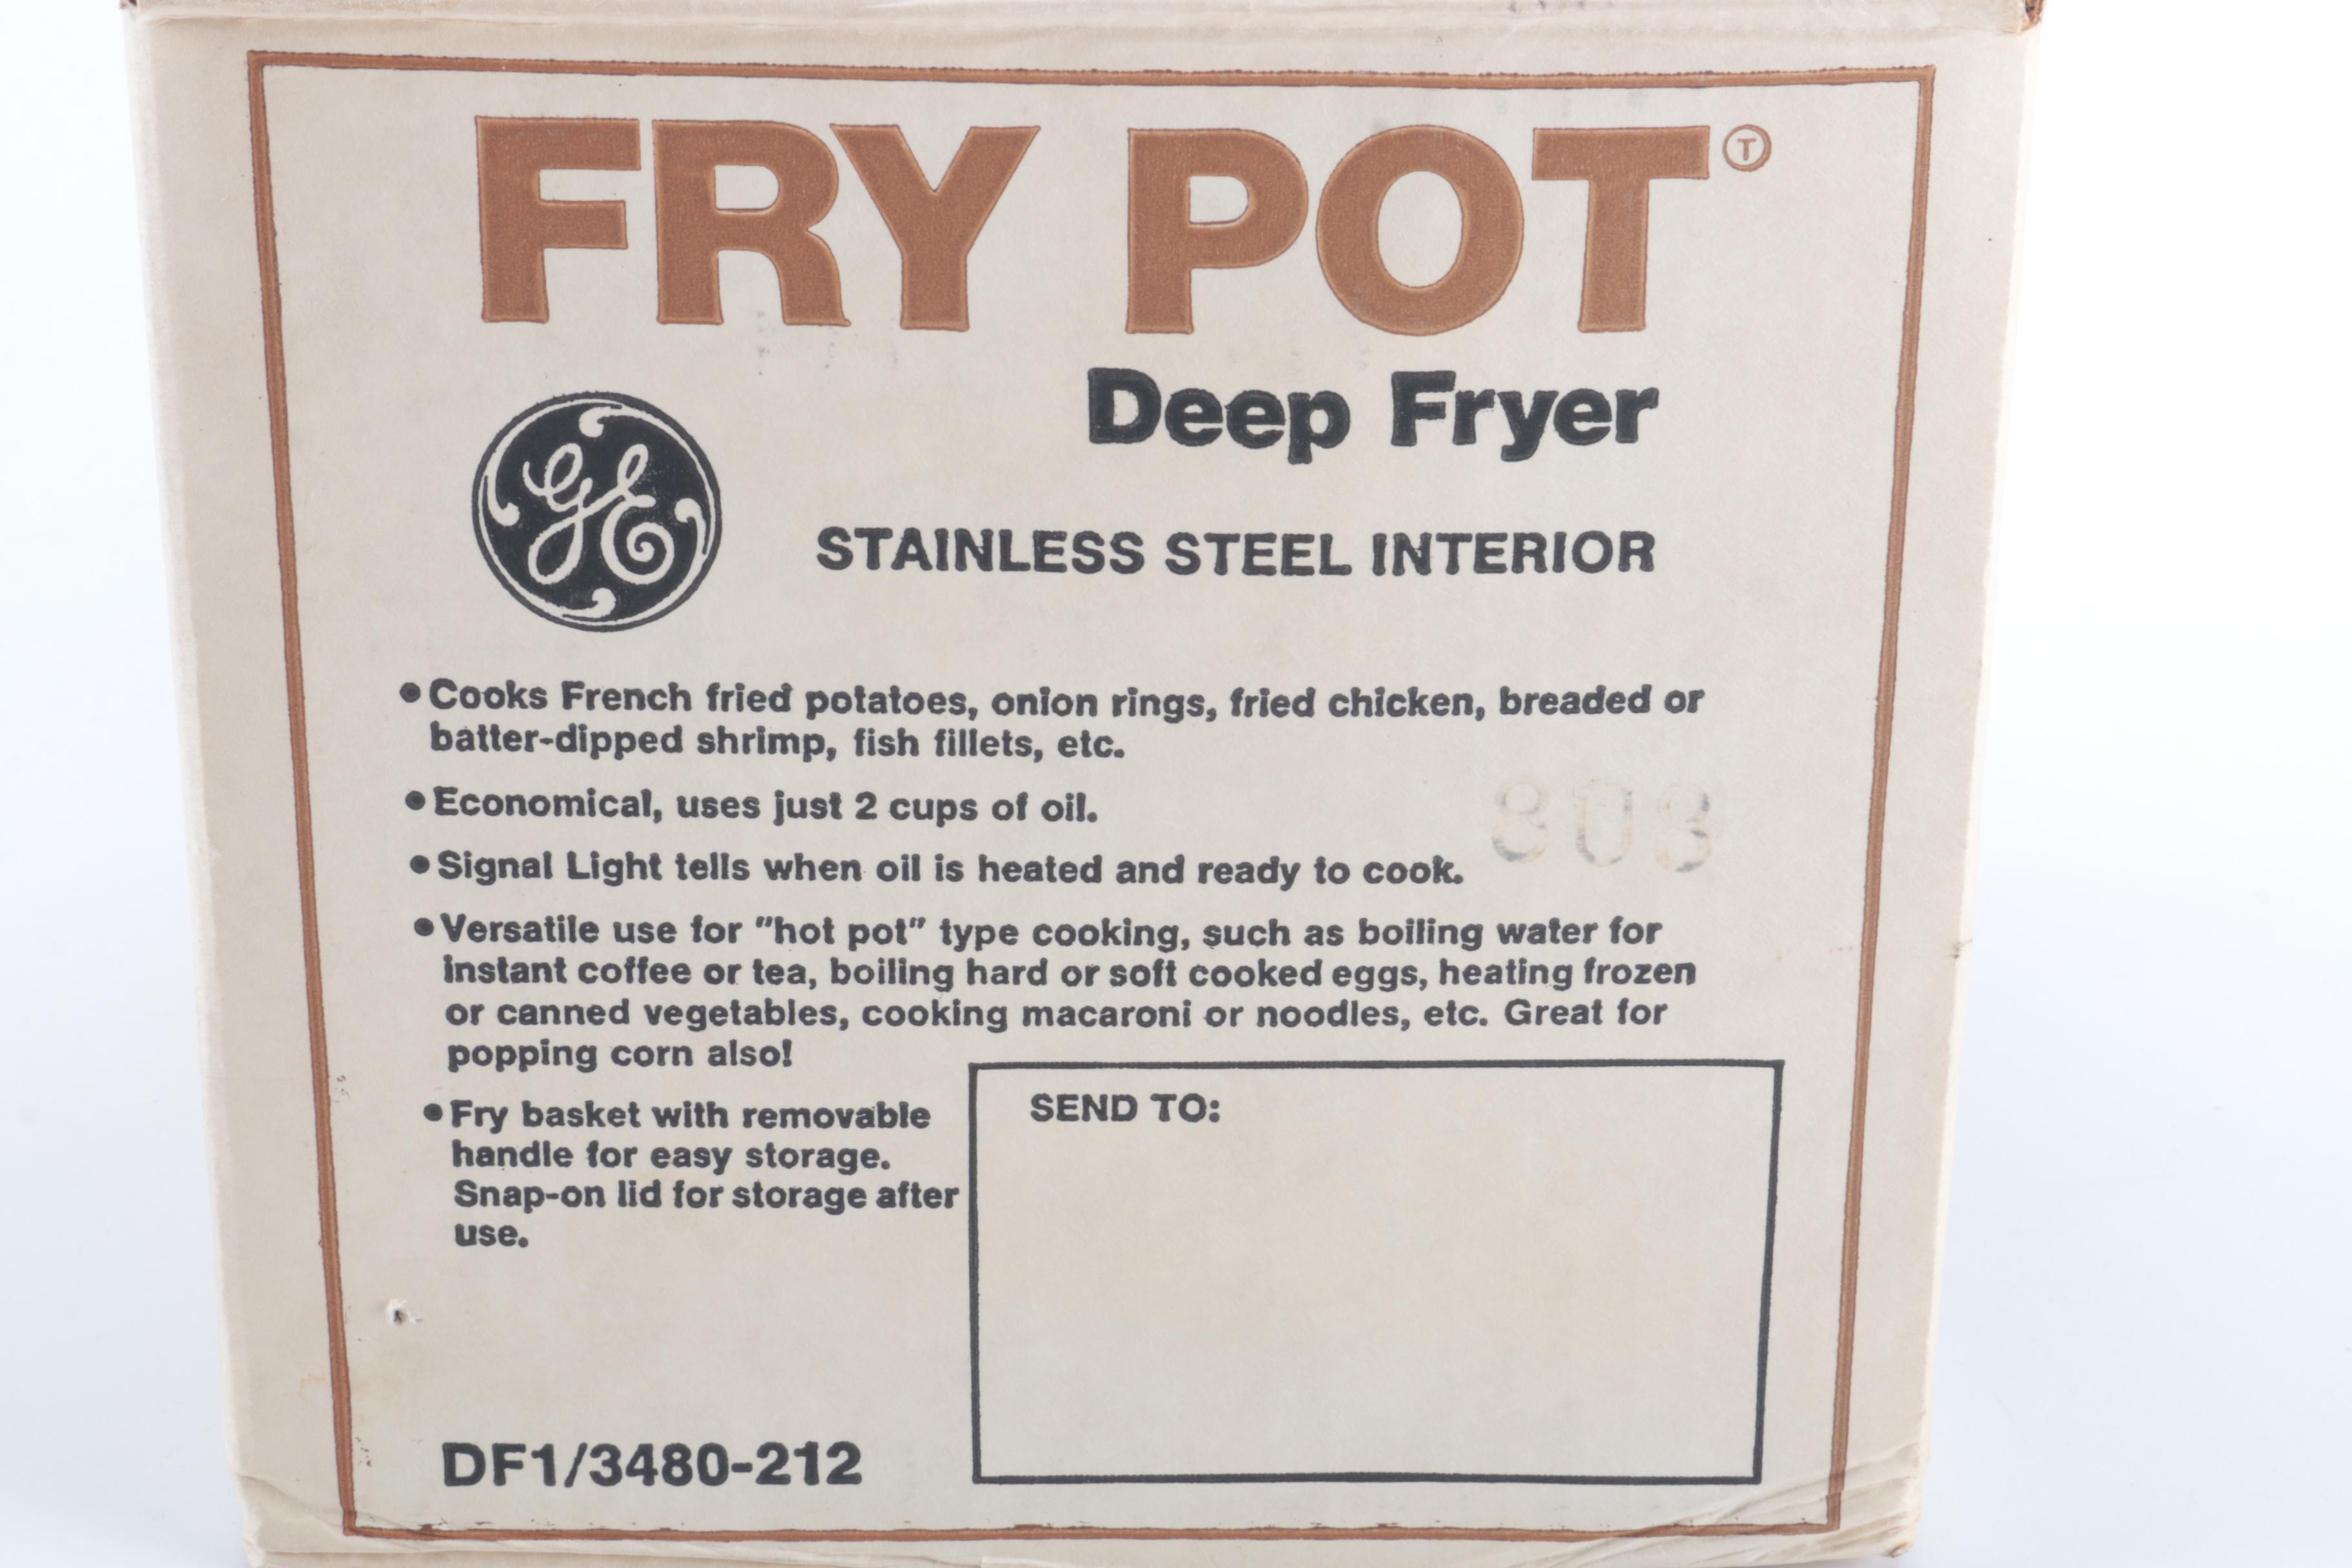 FRY POT Ⓣ
Deep Fryer
GE
STAINLESS STEEL INTERIOR
• Cooks French fried potatoes, onion rings, fried chicken, breaded or
batter-dipped shrimp, fish fillets, etc.
• Economical, uses just 2 cups of oil.
• Signal Light tells when oil is heated and ready to cook.
• Versatile use for "hot pot" type cooking, such as boiling water for
instant coffee or tea, boiling hard or soft cooked eggs, heating frozen
or canned vegetables, cooking macaroni or noodles, etc. Great for
popping corn also!
• Fry basket with removable
handle for easy storage.
Snap-on lid for storage after
use.
SEND TO:
DF1/3480-212